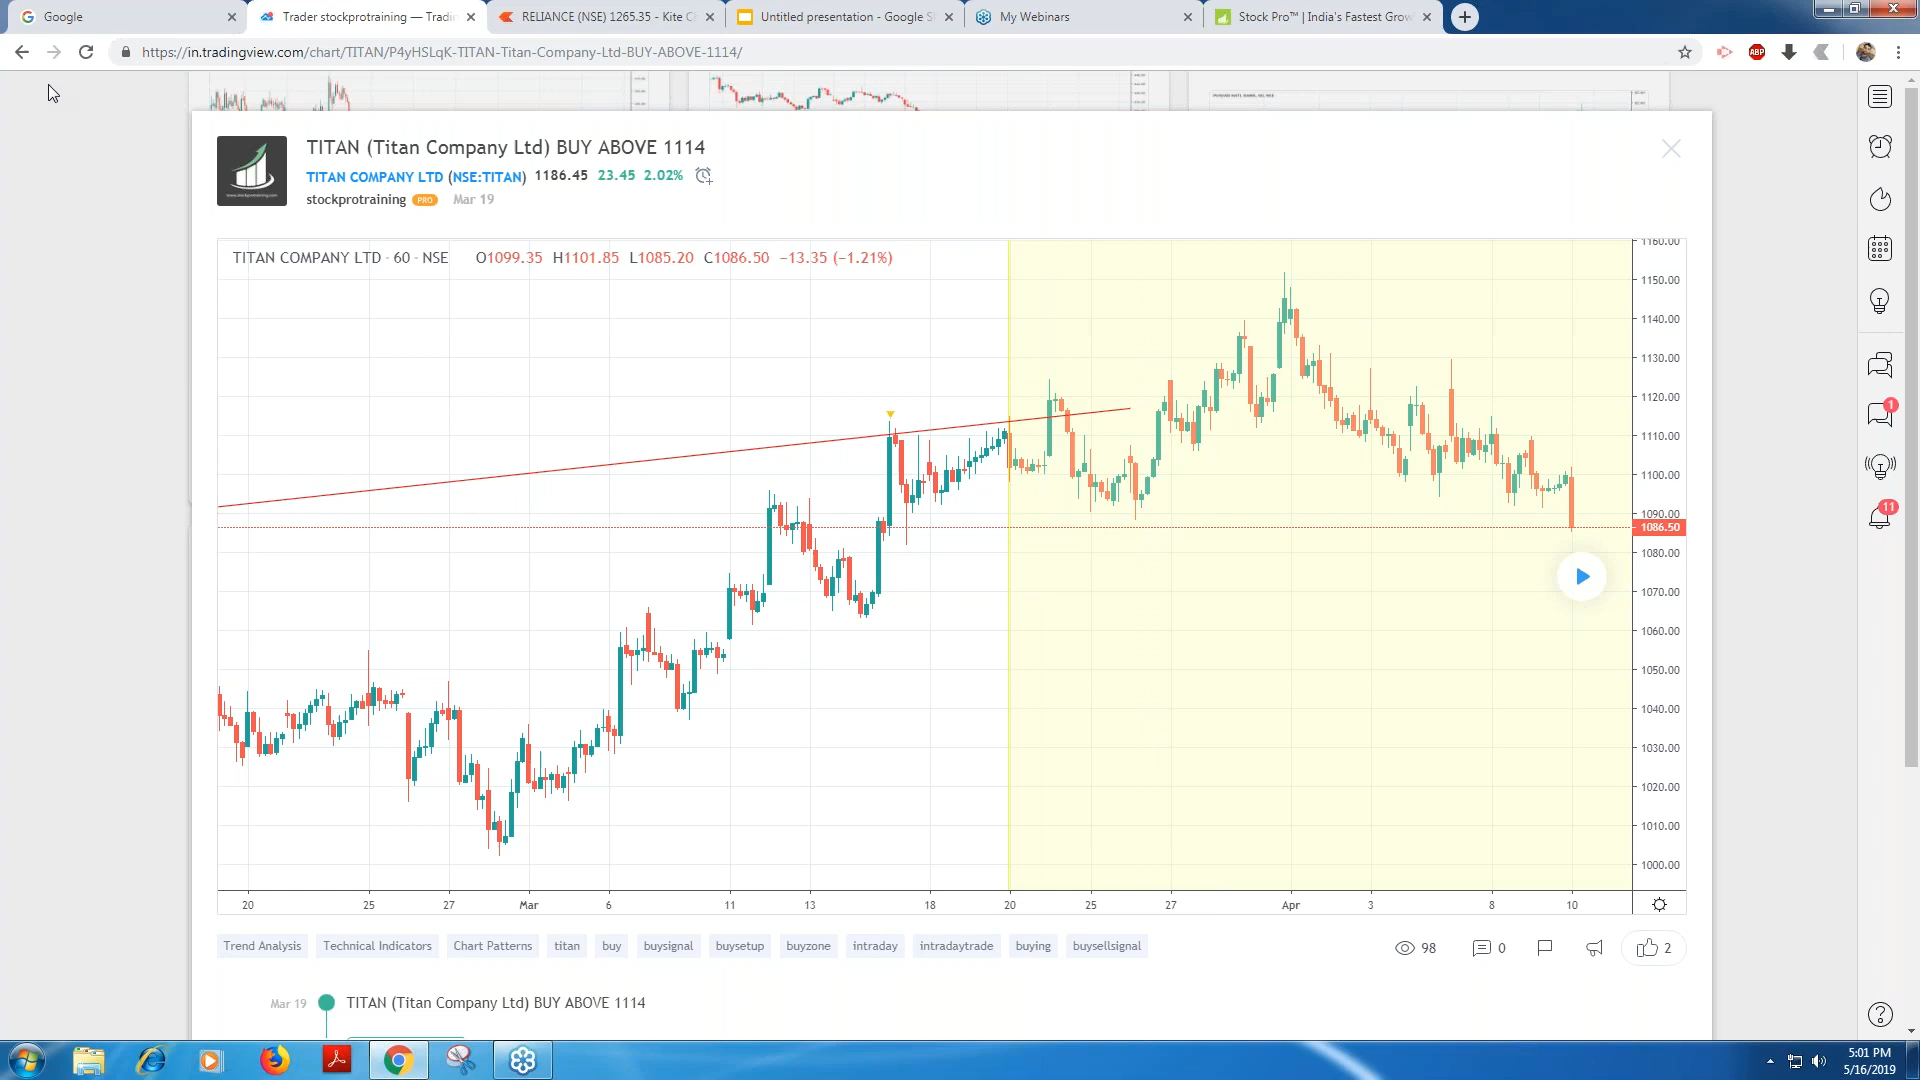 Google
Trader stockprotraining — Tradin
RELIANCE (NSE) 1265.35 - Kite C
Untitled presentation - Google S
My Webinars
Stock Pro™ | India's Fastest Grow
https://in.tradingview.com/chart/TITAN/P4yHSLqK-TITAN-Titan-Company-Ltd-BUY-ABOVE-1114/
ABP
TITAN (Titan Company Ltd) BUY ABOVE 1114
TITAN COMPANY LTD (NSE:TITAN) 1186.45 23.45 2.02%
stockprotraining PRO Mar 19
TITAN COMPANY LTD · 60 · NSE O1099.35 H1101.85 L1085.20 C1086.50 −13.35 (−1.21%)
1160.00
1150.00
1140.00
1130.00
1120.00
1110.00
1100.00
1090.00
1086.50
1080.00
1070.00
1060.00
1050.00
1040.00
1030.00
1020.00
1010.00
1000.00
20 25 27 Mar 6 11 13 18 20 25 27 Apr 3 8 10
1
11
Trend Analysis Technical Indicators Chart Patterns titan buy buysignal buysetup buyzone intraday intradaytrade buying buysellsignal
98 0 2
Mar 19 TITAN (Titan Company Ltd) BUY ABOVE 1114
5:01 PM
5/16/2019